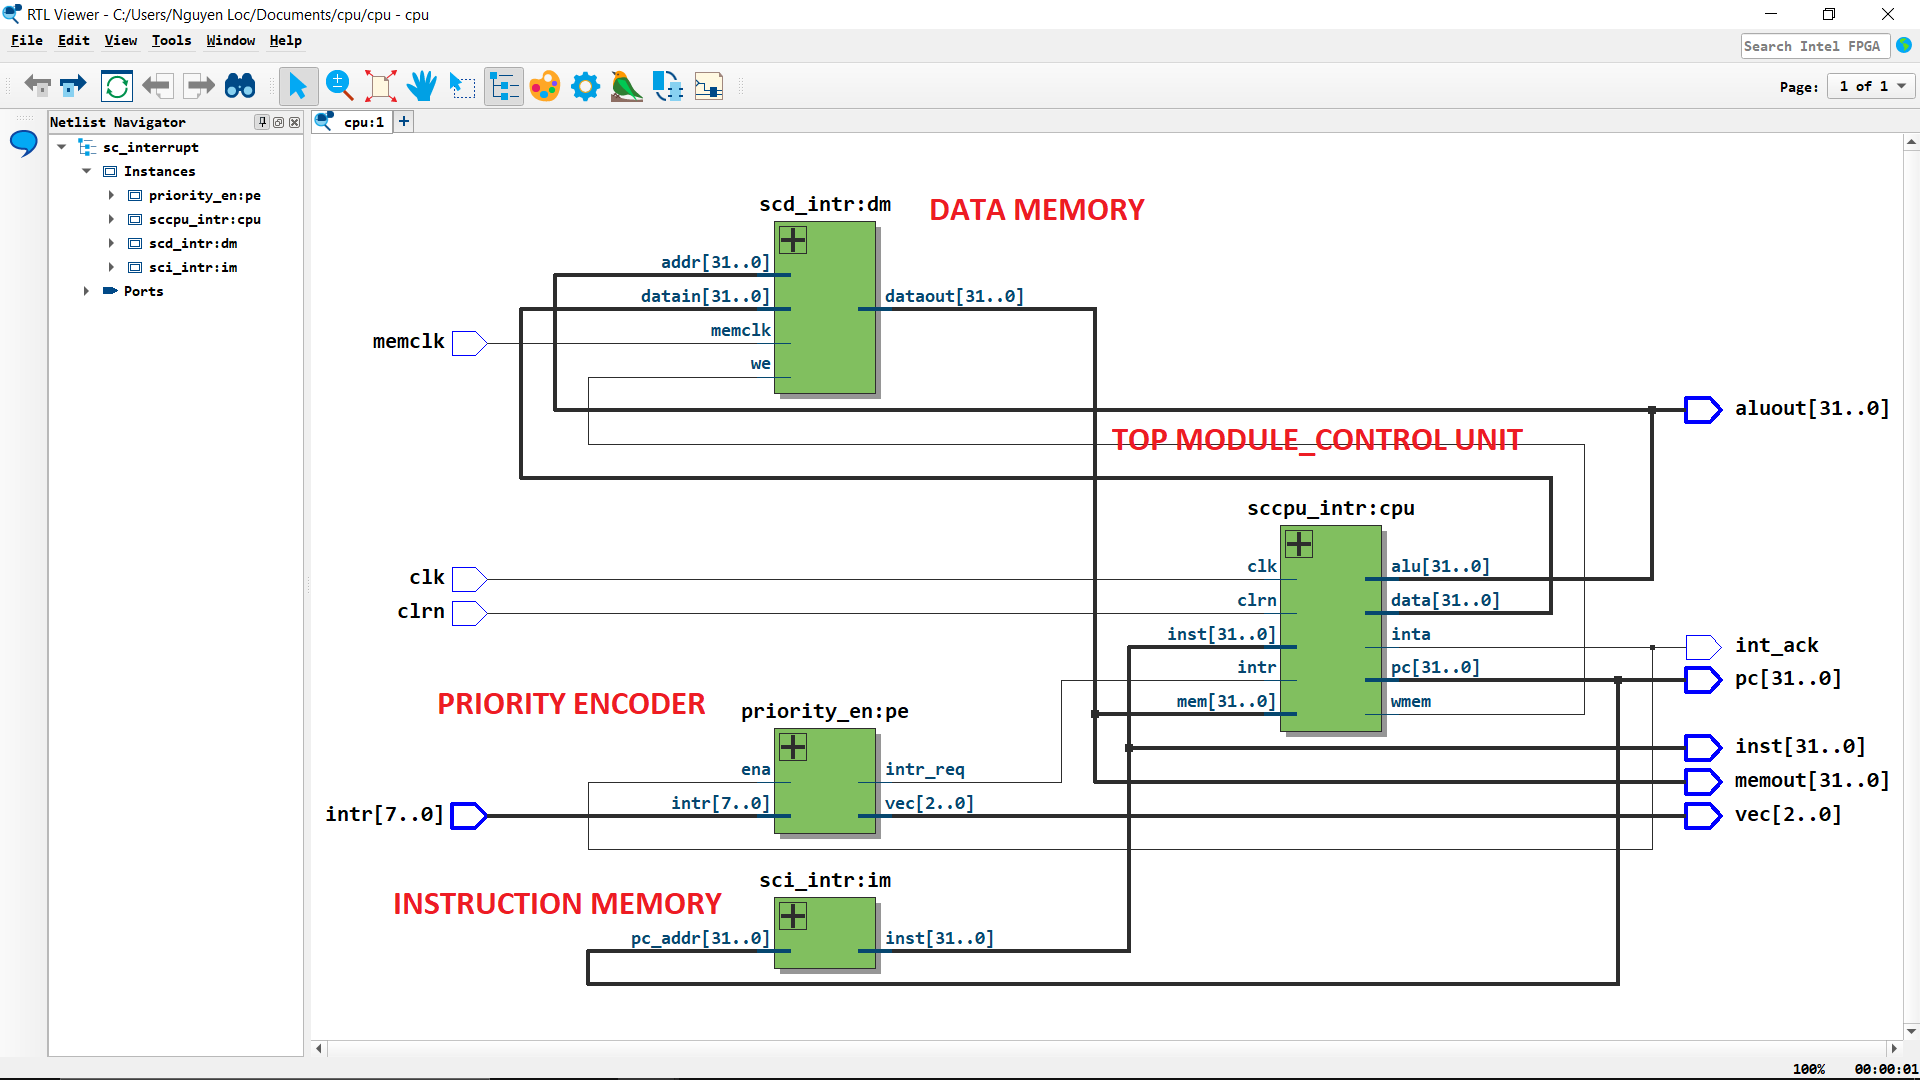 RTL Viewer - C:/Users/Nguyen Loc/Documents/cpu/cpu - cpu
File Edit View Tools Window Help
Search Intel FPGA
Page: 1 of 1
Netlist Navigator
sc_interrupt
Instances
priority_en:pe
sccpu_intr:cpu
scd_intr:dm
sci_intr:im
Ports
cpu:1
scd_intr:dm
DATA MEMORY
addr[31..0]
datain[31..0]
dataout[31..0]
memclk
memclk
we
aluout[31..0]
TOP MODULE_CONTROL UNIT
sccpu_intr:cpu
clk
clk
alu[31..0]
clrn
clrn
data[31..0]
inst[31..0]
inta
int_ack
intr
pc[31..0]
pc[31..0]
mem[31..0]
wmem
PRIORITY ENCODER
priority_en:pe
inst[31..0]
ena
intr_req
memout[31..0]
intr[7..0]
intr[7..0]
vec[2..0]
vec[2..0]
sci_intr:im
INSTRUCTION MEMORY
pc_addr[31..0]
inst[31..0]
100% 00:00:01